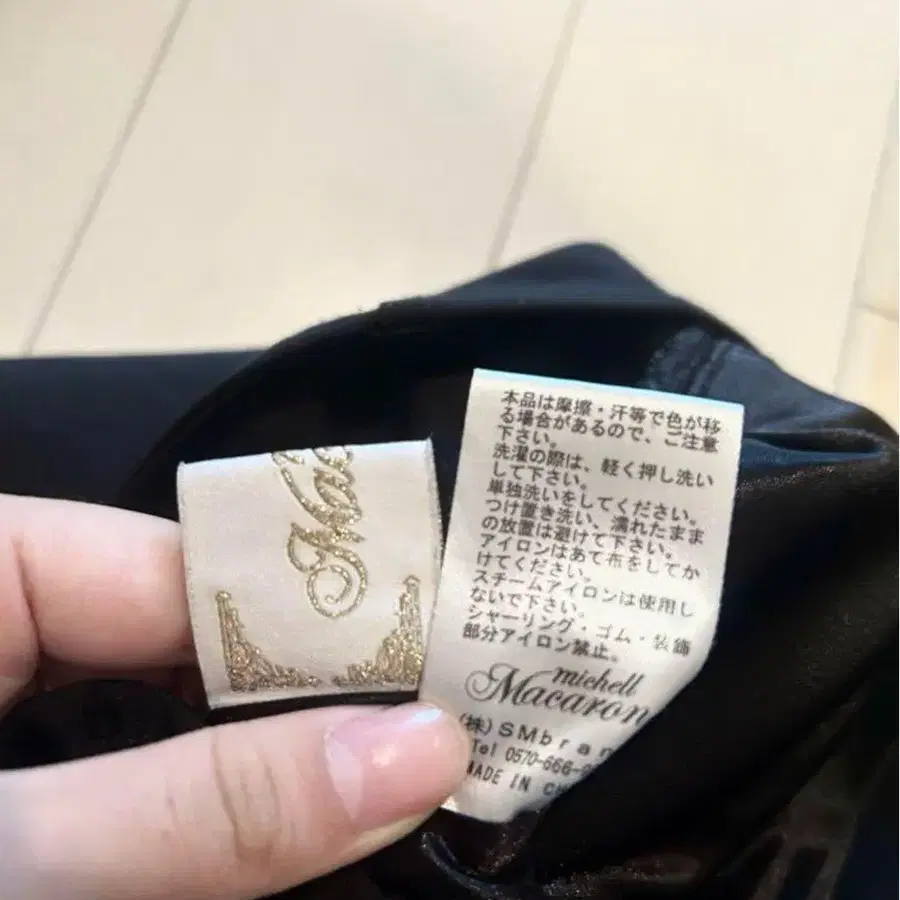 Mac
本品は摩擦・汗等で色が移
る場合があるので、ご注意
下さい。
洗濯の際は、軽く押し洗い
して下さい。
単独洗いをしてください。
つけ置き洗い、濡れたまま
の放置は避けて下さい。
アイロンはあて布をしてか
けてください。
スチームアイロンは使用し
ないで下さい。
シャーリング・ゴム・装飾
部分アイロン禁止。
michell
Macaron
(株)SMbran
Tel 0570-666-
MADE IN CH